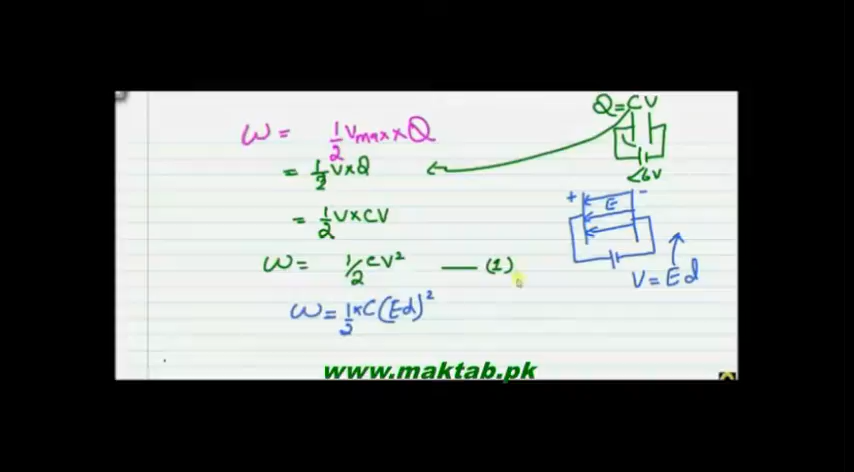 W = 1/2 Vmax x Q
= 1/2 V x Q
= 1/2 V x CV
W = 1/2 CV² — (1)
W = 1/2 x C (Ed)²
Q = CV
+ E -
V = Ed
www.maktab.pk